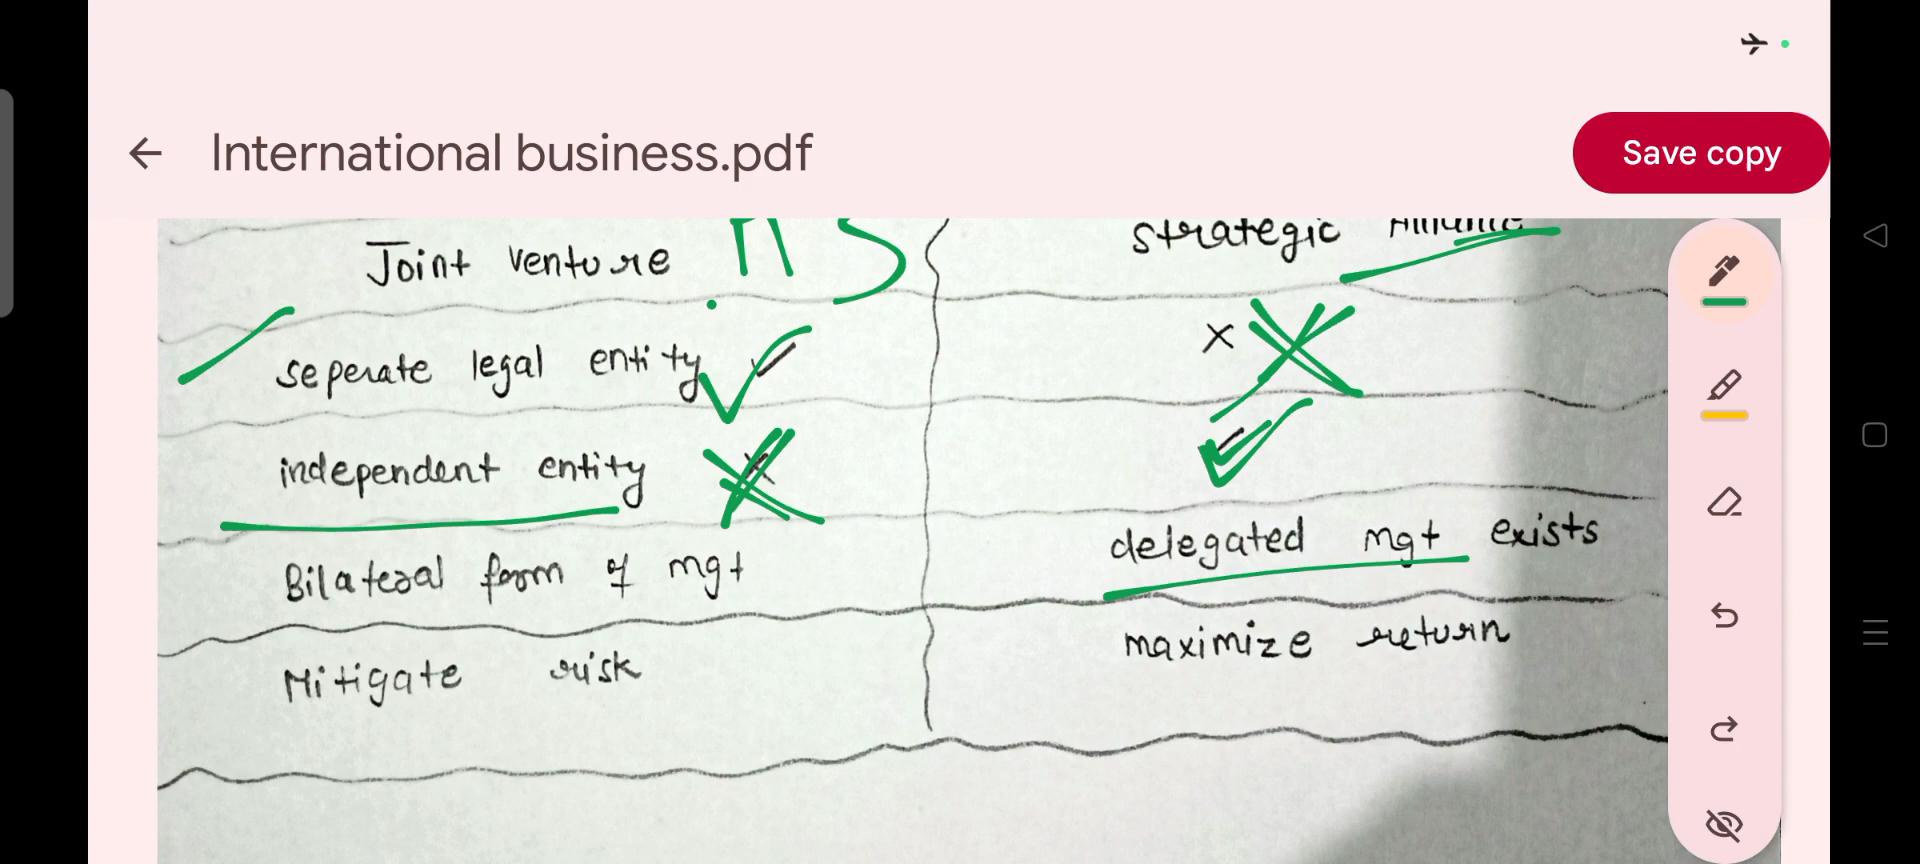 International business.pdf
Save copy
Joint venture
strategic
seperate legal entity ✓ ×
independent entity × ✓
Bilateral form of mgt delegated mgt exists
Mitigate risk maximize return